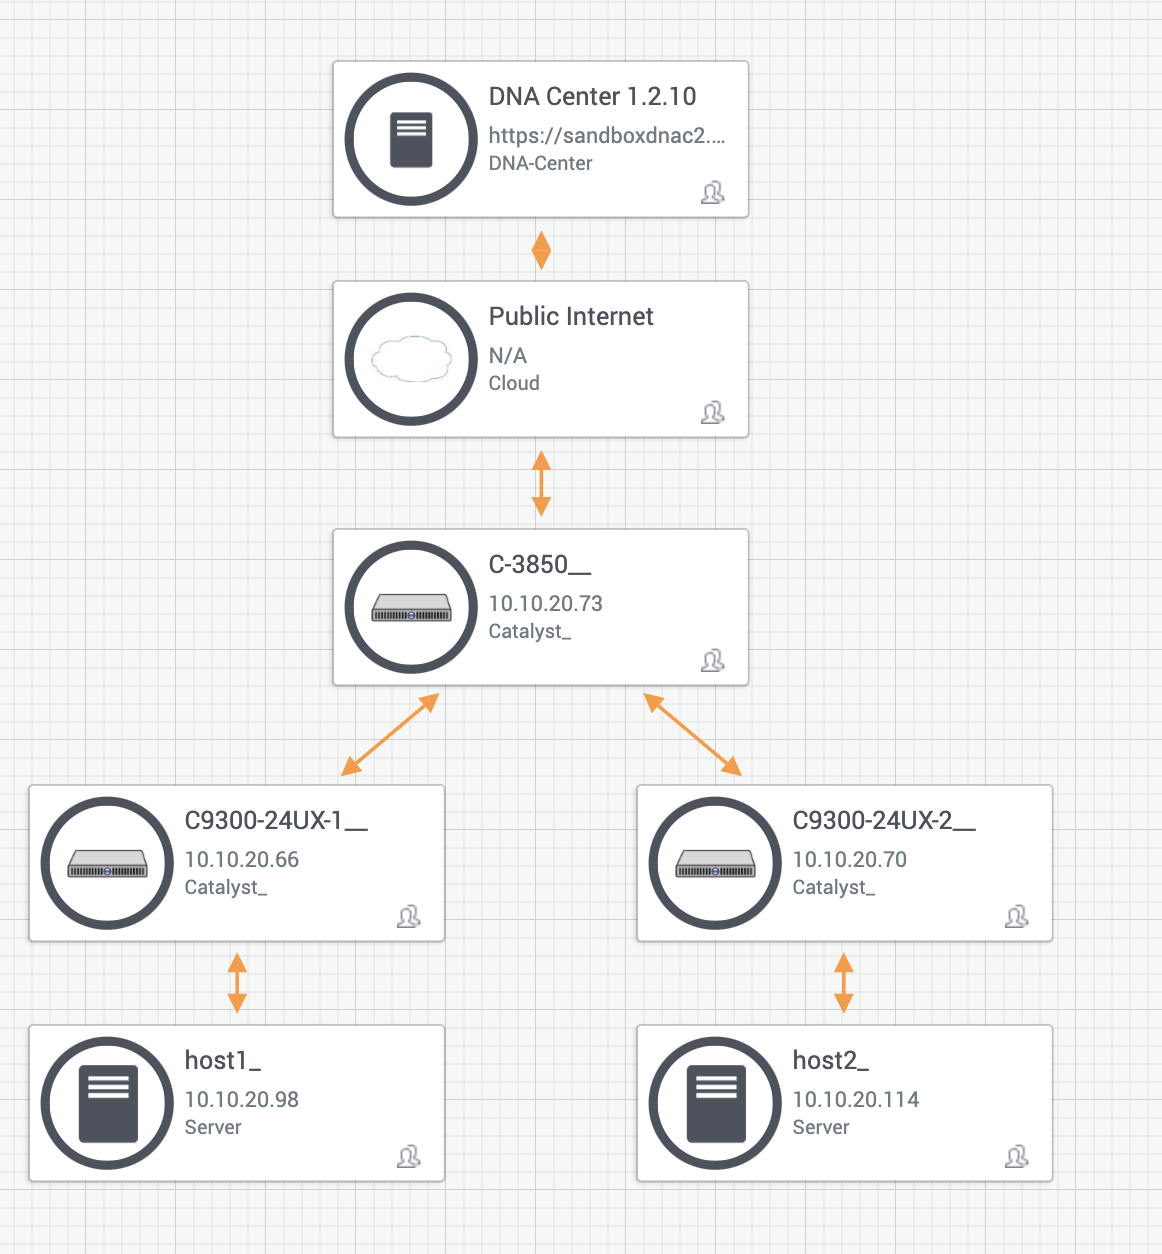 DNA Center 1.2.10
https://sandboxdnac2....
DNA-Center
Public Internet
N/A
Cloud
C-3850__
10.10.20.73
Catalyst_
C9300-24UX-1__
10.10.20.66
Catalyst_
C9300-24UX-2__
10.10.20.70
Catalyst_
host1_
10.10.20.98
Server
host2_
10.10.20.114
Server